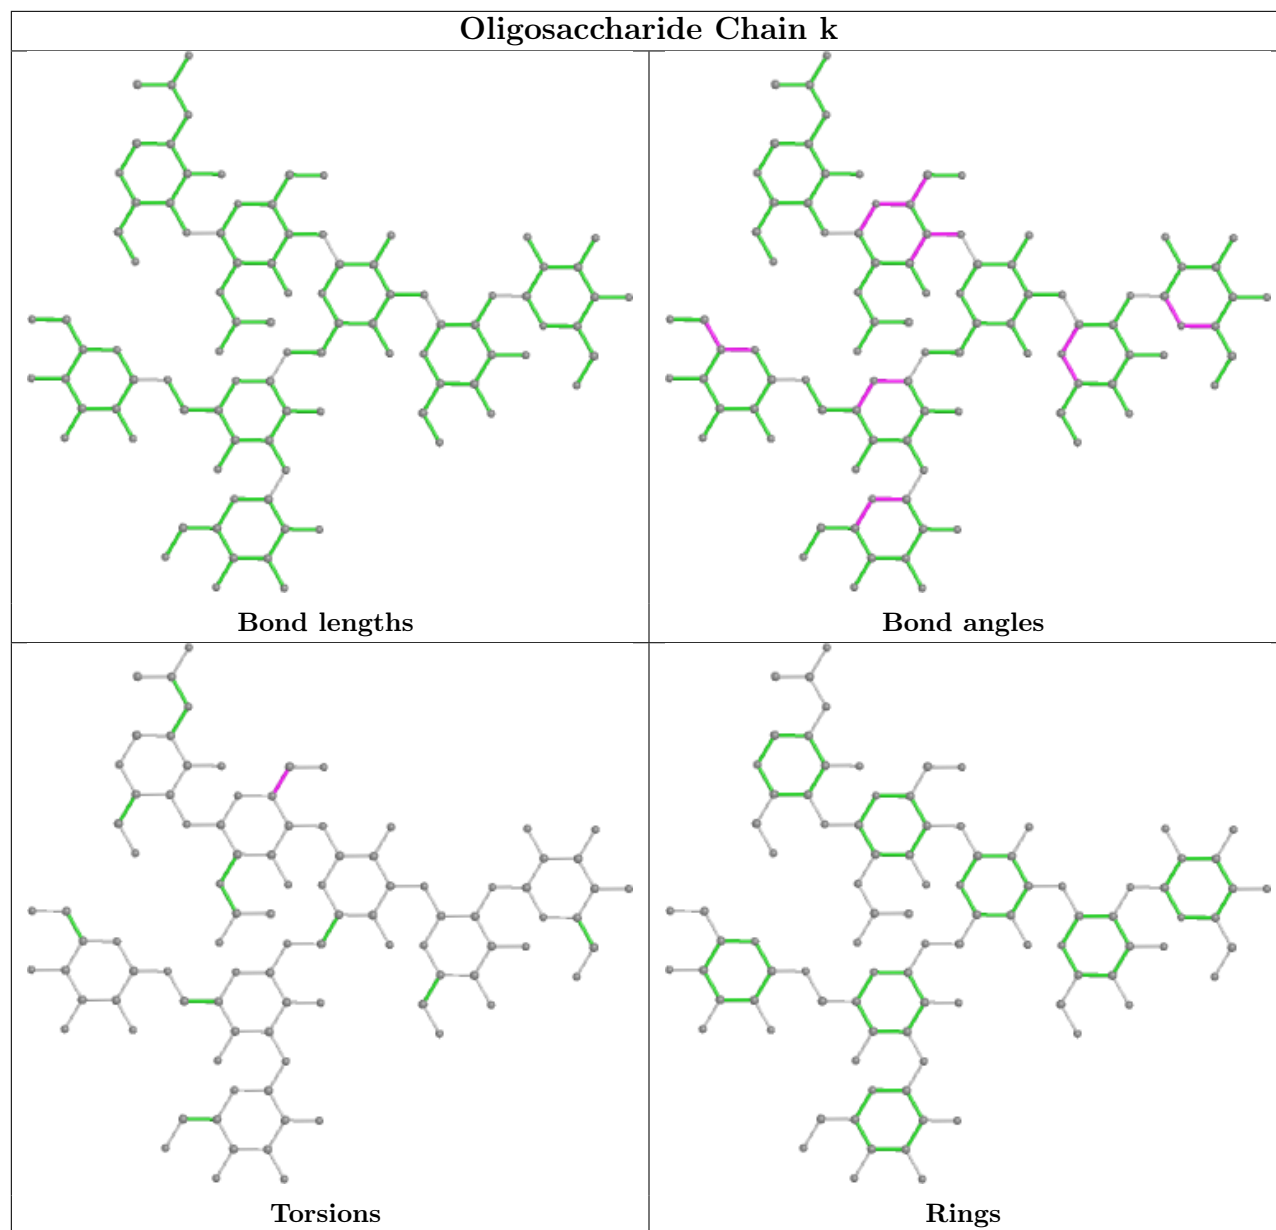 Oligosaccharide Chain k
Bond lengths
Bond angles
Torsions
Rings